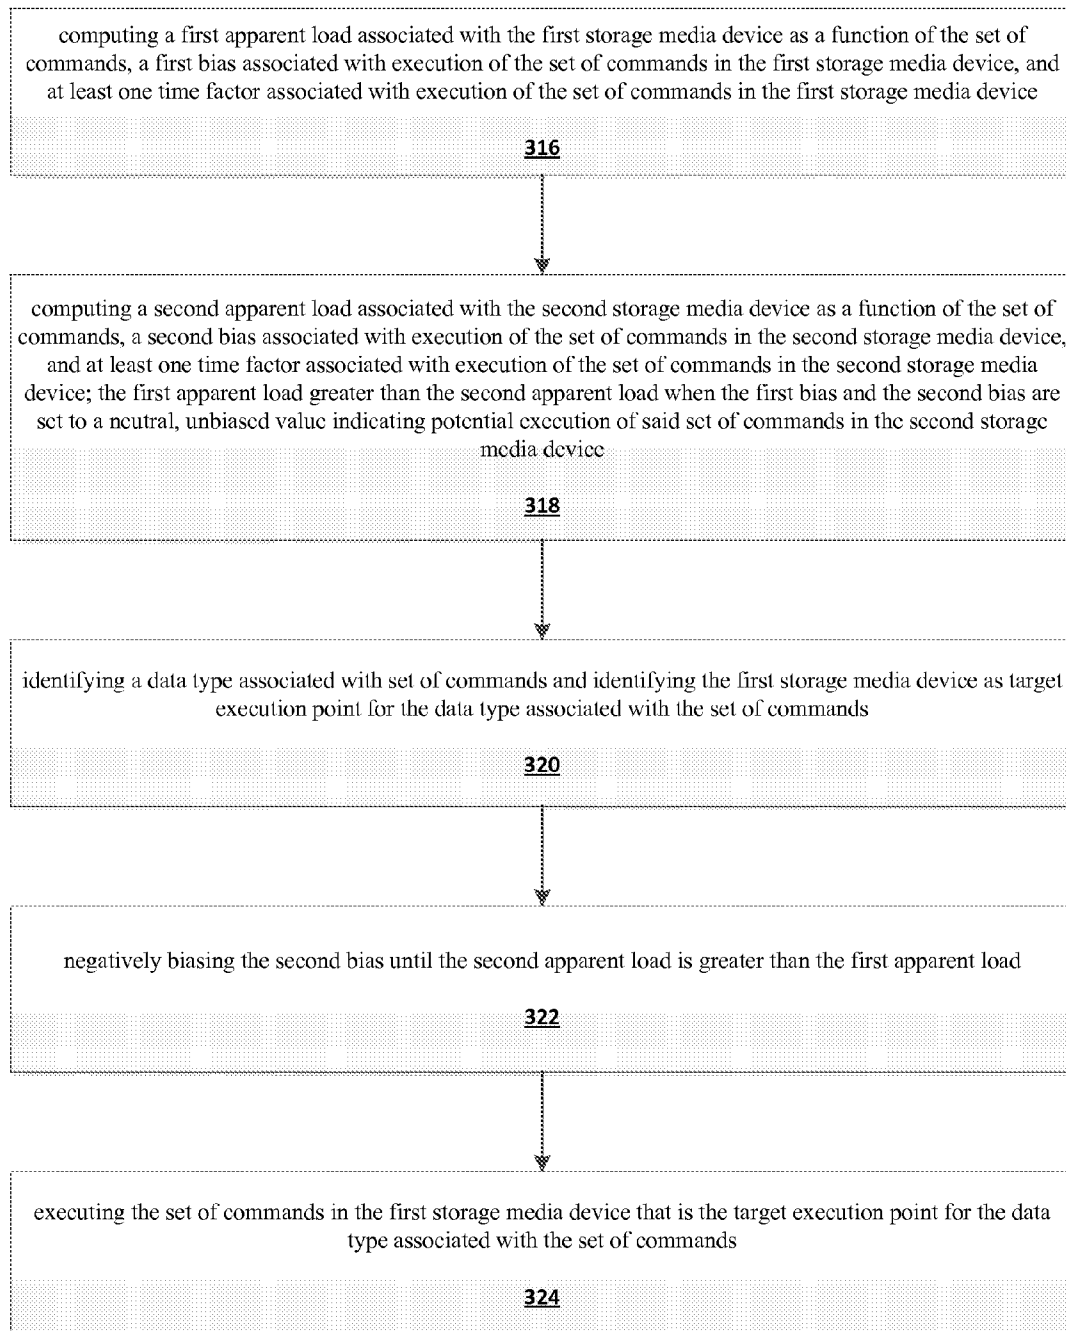 computing a first apparent load associated with the first storage media device as a function of the set of
commands, a first bias associated with execution of the set of commands in the first storage media device, and
at least one time factor associated with execution of the set of commands in the first storage media device
316
computing a second apparent load associated with the second storage media device as a function of the set of
commands, a second bias associated with execution of the set of commands in the second storage media device,
and at least one time factor associated with execution of the set of commands in the second storage media
device; the first apparent load greater than the second apparent load when the first bias and the second bias are
set to a neutral, unbiased value indicating potential execution of said set of commands in the second storage
media device
318
identifying a data type associated with set of commands and identifying the first storage media device as target
execution point for the data type associated with the set of commands
320
negatively biasing the second bias until the second apparent load is greater than the first apparent load
322
executing the set of commands in the first storage media device that is the target execution point for the data
type associated with the set of commands
324